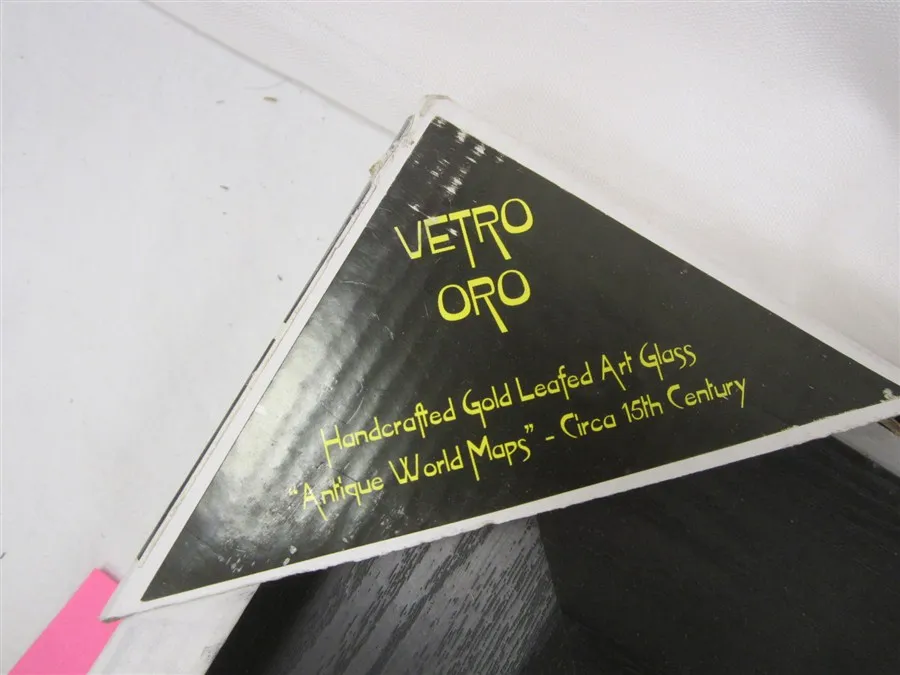 VETRO
ORO
Handcrafted Gold Leafed Art Glass
"Antique World Maps" - Circa 15th Century